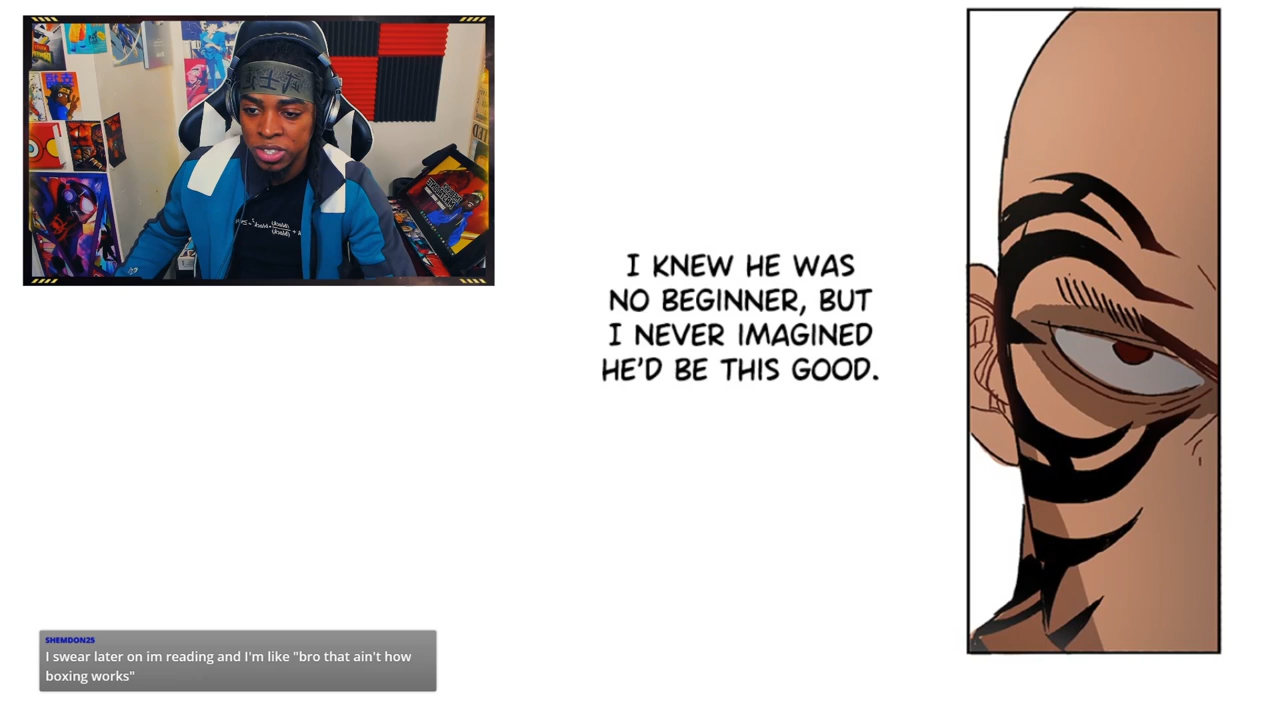 I KNEW HE WAS
NO BEGINNER, BUT
I NEVER IMAGINED
HE'D BE THIS GOOD.
SHEMDON25
I swear later on im reading and I'm like "bro that ain't how
boxing works"